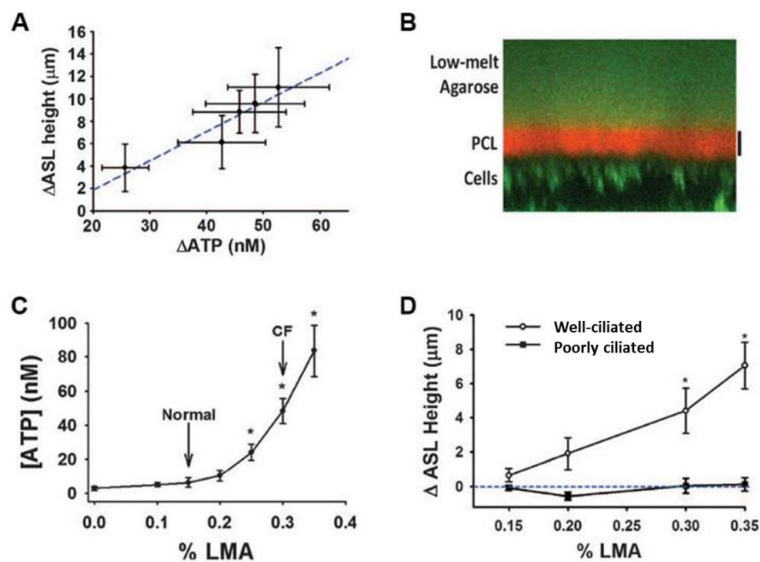 A
16
14
12
10
8
6
4
2
0
ΔASL height (μm)
20 30 40 50 60
ΔATP (nM)
B
Low-melt
Agarose
PCL
Cells
C
100
80
60
40
20
0
[ATP] (nM)
Normal
CF
*
*
*
0.0 0.1 0.2 0.3 0.4
% LMA
D
10
8
6
4
2
0
Δ ASL Height (μm)
Well-ciliated
Poorly ciliated
*
*
0.15 0.20 0.25 0.30 0.35
% LMA